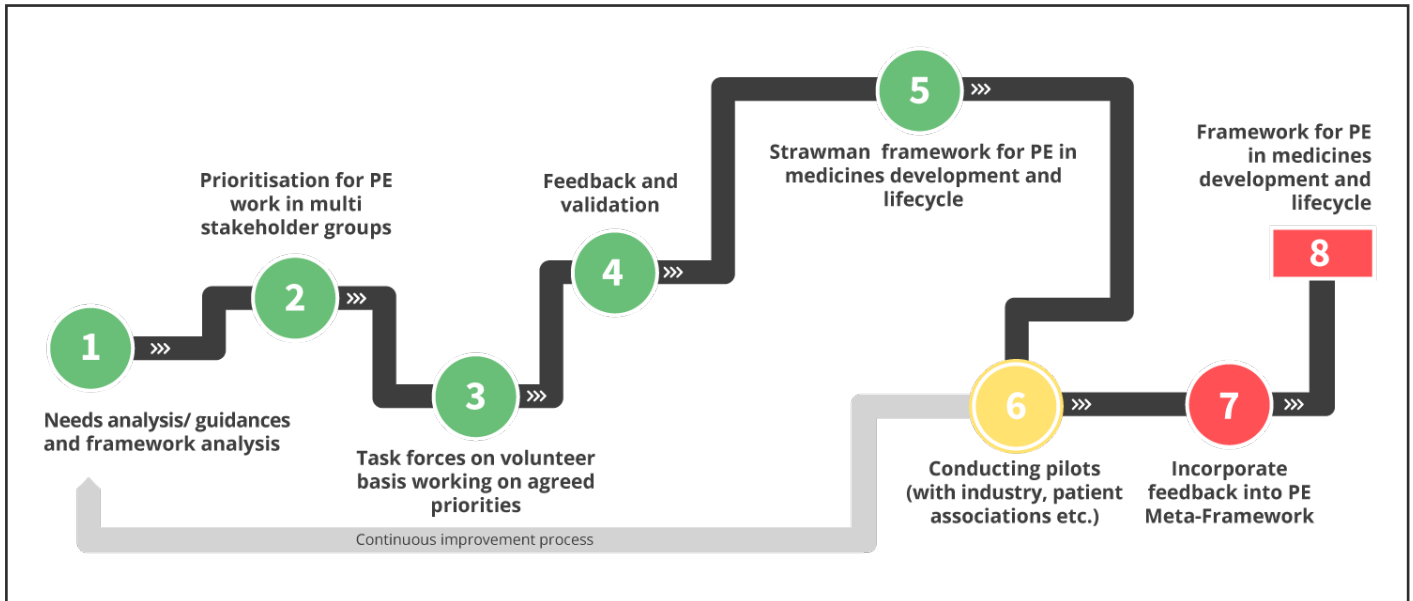 1
Needs analysis/ guidances
and framework analysis
2
Prioritisation for PE
work in multi
stakeholder groups
3
Task forces on volunteer
basis working on agreed
priorities
4
Feedback and
validation
5
Strawman framework for PE in
medicines development and
lifecycle
6
Conducting pilots
(with industry, patient
associations etc.)
7
Incorporate
feedback into PE
Meta-Framework
8
Framework for PE
in medicines
development and
lifecycle
Continuous improvement process